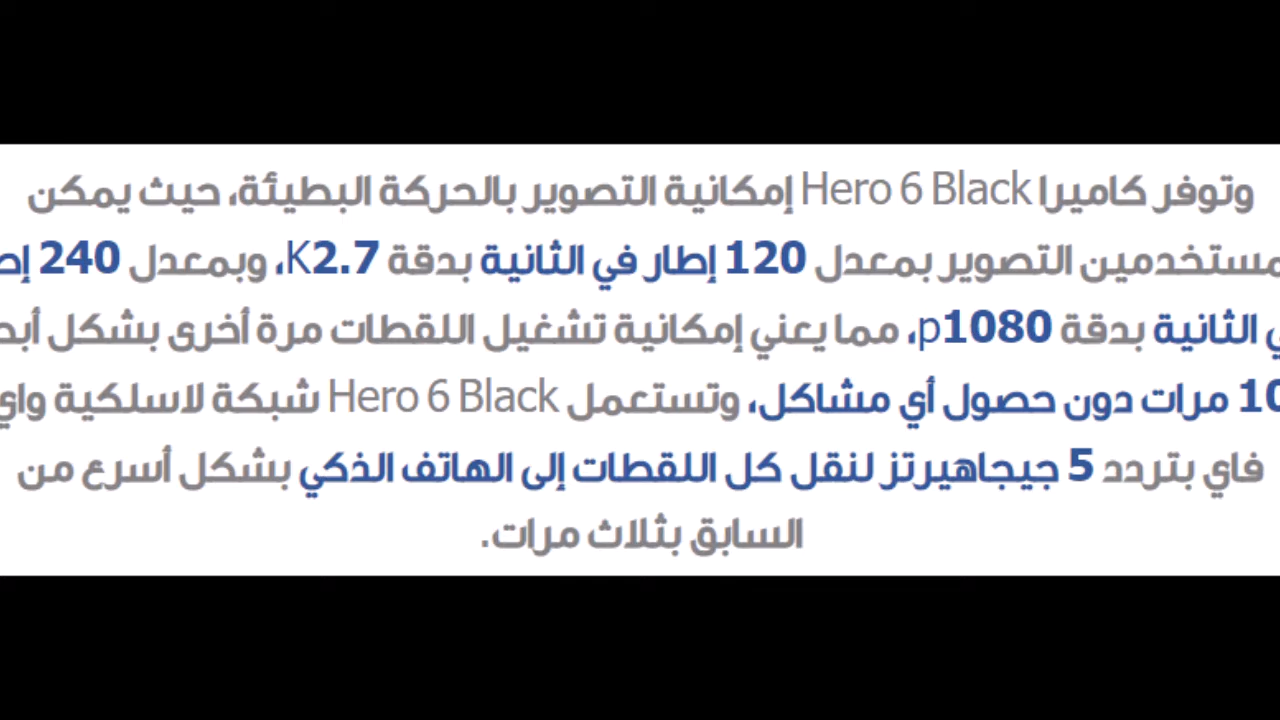 وتوفر كاميرا Hero 6 Black إمكانية التصوير بالحركة البطيئة، حيث يمكن
مستخدمين التصوير بمعدل 120 إطار في الثانية بدقة 2.7K، وبمعدل 240
الثانية بدقة 1080p، مما يعني إمكانية تشغيل اللقطات مرة أخرى بشكل
10 مرات دون حصول أي مشاكل، وتستعمل Hero 6 Black شبكة لاسلكية واي
فاي بتردد 5 جيجاهيرتز لنقل كل اللقطات إلى الهاتف الذكي بشكل أسرع من
السابق بثلاث مرات.